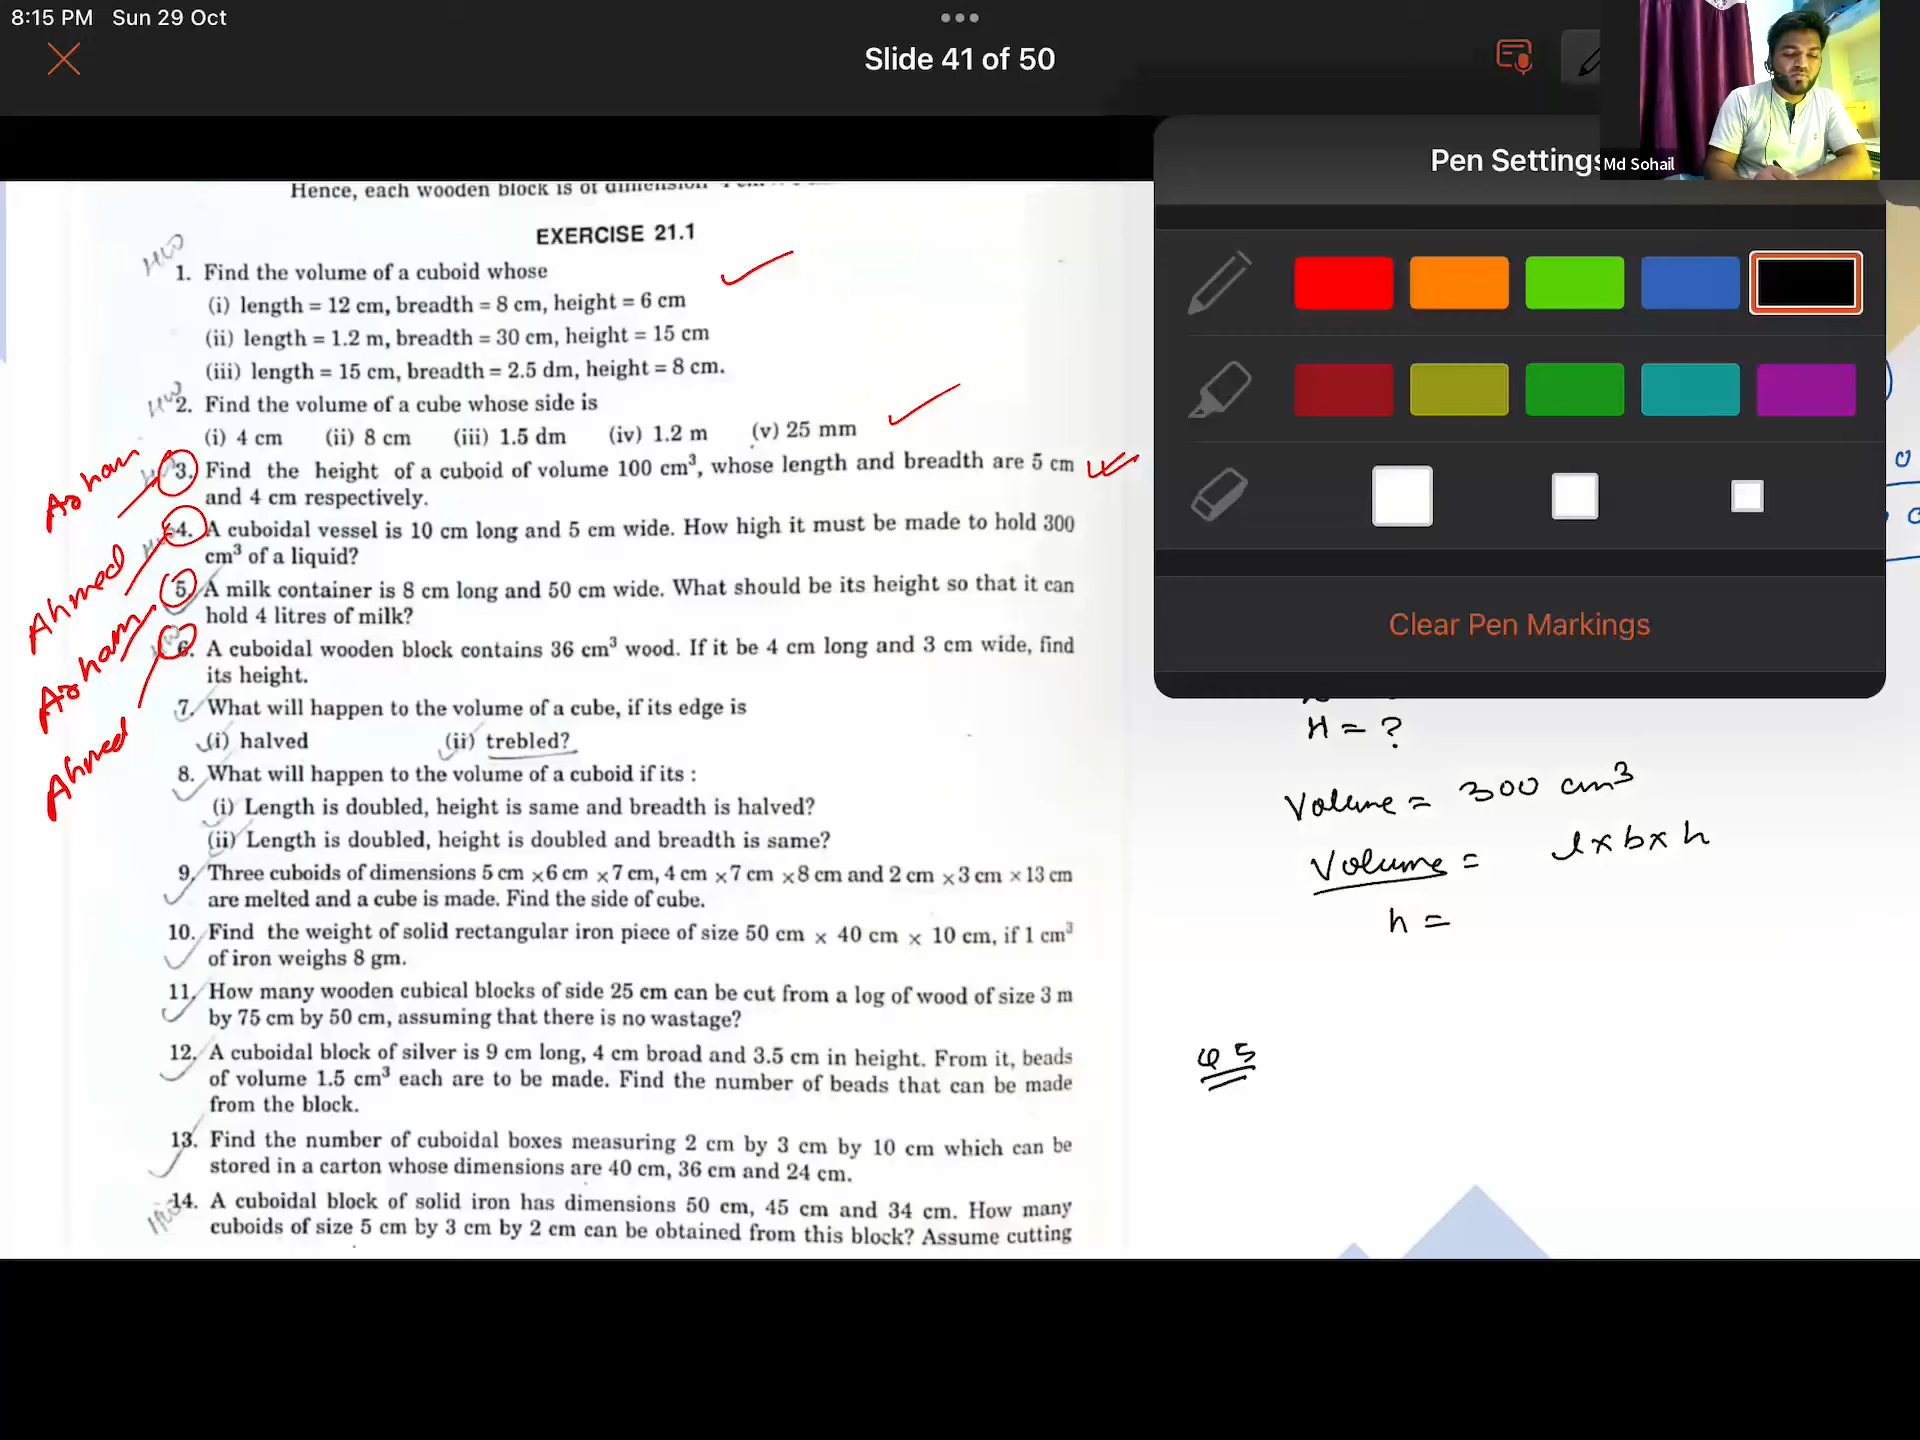 8:15 PM Sun 29 Oct
Slide 41 of 50
Md Sohail
Pen Settings
Clear Pen Markings
Hence, each wooden block is of dimension
EXERCISE 21.1
HW
1. Find the volume of a cuboid whose
(i) length = 12 cm, breadth = 8 cm, height = 6 cm
(ii) length = 1.2 m, breadth = 30 cm, height = 15 cm
(iii) length = 15 cm, breadth = 2.5 dm, height = 8 cm.
HW
2. Find the volume of a cube whose side is
(i) 4 cm (ii) 8 cm (iii) 1.5 dm (iv) 1.2 m (v) 25 mm
Arham
3. Find the height of a cuboid of volume 100 cm³, whose length and breadth are 5 cm
and 4 cm respectively.
Ahmed
4. A cuboidal vessel is 10 cm long and 5 cm wide. How high it must be made to hold 300
cm³ of a liquid?
Arham
5. A milk container is 8 cm long and 50 cm wide. What should be its height so that it can
hold 4 litres of milk?
Ahmed
6. A cuboidal wooden block contains 36 cm³ wood. If it be 4 cm long and 3 cm wide, find
its height.
7. What will happen to the volume of a cube, if its edge is
(i) halved (ii) trebled?
8. What will happen to the volume of a cuboid if its :
(i) Length is doubled, height is same and breadth is halved?
(ii) Length is doubled, height is doubled and breadth is same?
9. Three cuboids of dimensions 5 cm ×6 cm ×7 cm, 4 cm ×7 cm ×8 cm and 2 cm ×3 cm ×13 cm
are melted and a cube is made. Find the side of cube.
10. Find the weight of solid rectangular iron piece of size 50 cm × 40 cm × 10 cm, if 1 cm³
of iron weighs 8 gm.
11. How many wooden cubical blocks of side 25 cm can be cut from a log of wood of size 3 m
by 75 cm by 50 cm, assuming that there is no wastage?
12. A cuboidal block of silver is 9 cm long, 4 cm broad and 3.5 cm in height. From it, beads
of volume 1.5 cm³ each are to be made. Find the number of beads that can be made
from the block.
13. Find the number of cuboidal boxes measuring 2 cm by 3 cm by 10 cm which can be
stored in a carton whose dimensions are 40 cm, 36 cm and 24 cm.
HW
14. A cuboidal block of solid iron has dimensions 50 cm, 45 cm and 34 cm. How many
cuboids of size 5 cm by 3 cm by 2 cm can be obtained from this block? Assume cutting
H = ?
Volume = 300 cm³
Volume = l×b×h
h =
Q5